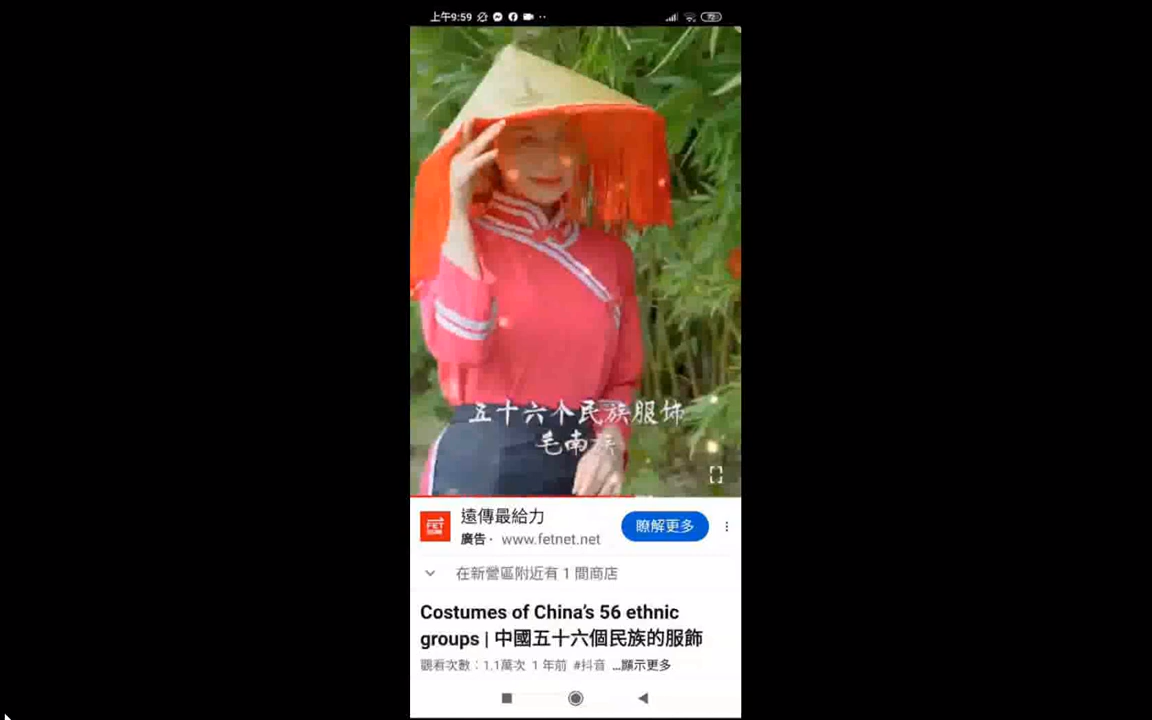 上午9:59
五十六个民族服饰
毛南族
遠傳最給力
FET
廣告 · www.fetnet.net
瞭解更多
在新營區附近有 1 間商店
Costumes of China's 56 ethnic
groups | 中國五十六個民族的服飾
觀看次數：1.1萬次 1 年前 #抖音 ...顯示更多